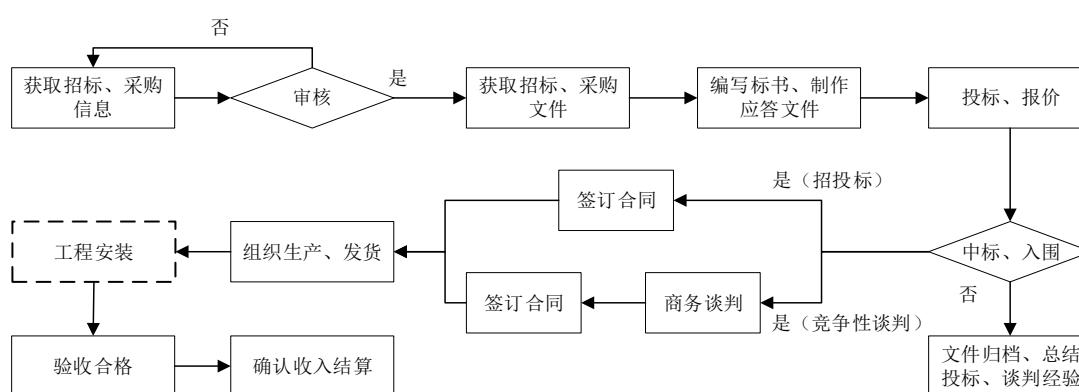 否
获取招标、采购
信息
审核
是
获取招标、采购
文件
编写标书、制作
应答文件
投标、报价
签订合同
是（招投标）
工程安装
组织生产、发货
中标、入围
签订合同
商务谈判
否
是（竞争性谈判）
验收合格
确认收入结算
文件归档、总结
投标、谈判经验